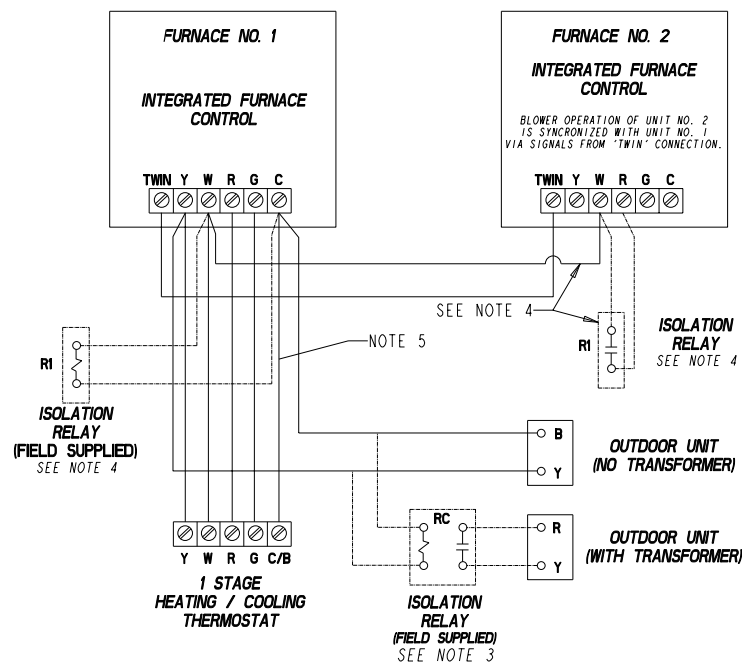 FURNACE NO. 1
INTEGRATED FURNACE
CONTROL
TWIN Y W R G C
FURNACE NO. 2
INTEGRATED FURNACE
CONTROL
BLOWER OPERATION OF UNIT NO. 2
IS SYNCRONIZED WITH UNIT NO. 1
VIA SIGNALS FROM 'TWIN' CONNECTION.
TWIN Y W R G C
SEE NOTE 4
NOTE 5
R1
ISOLATION
RELAY
(FIELD SUPPLIED)
SEE NOTE 4
R1
ISOLATION
RELAY
SEE NOTE 4
B
Y
OUTDOOR UNIT
(NO TRANSFORMER)
RC
R
Y
OUTDOOR UNIT
(WITH TRANSFORMER)
Y W R G C/B
1 STAGE
HEATING / COOLING
THERMOSTAT
ISOLATION
RELAY
(FIELD SUPPLIED)
SEE NOTE 3